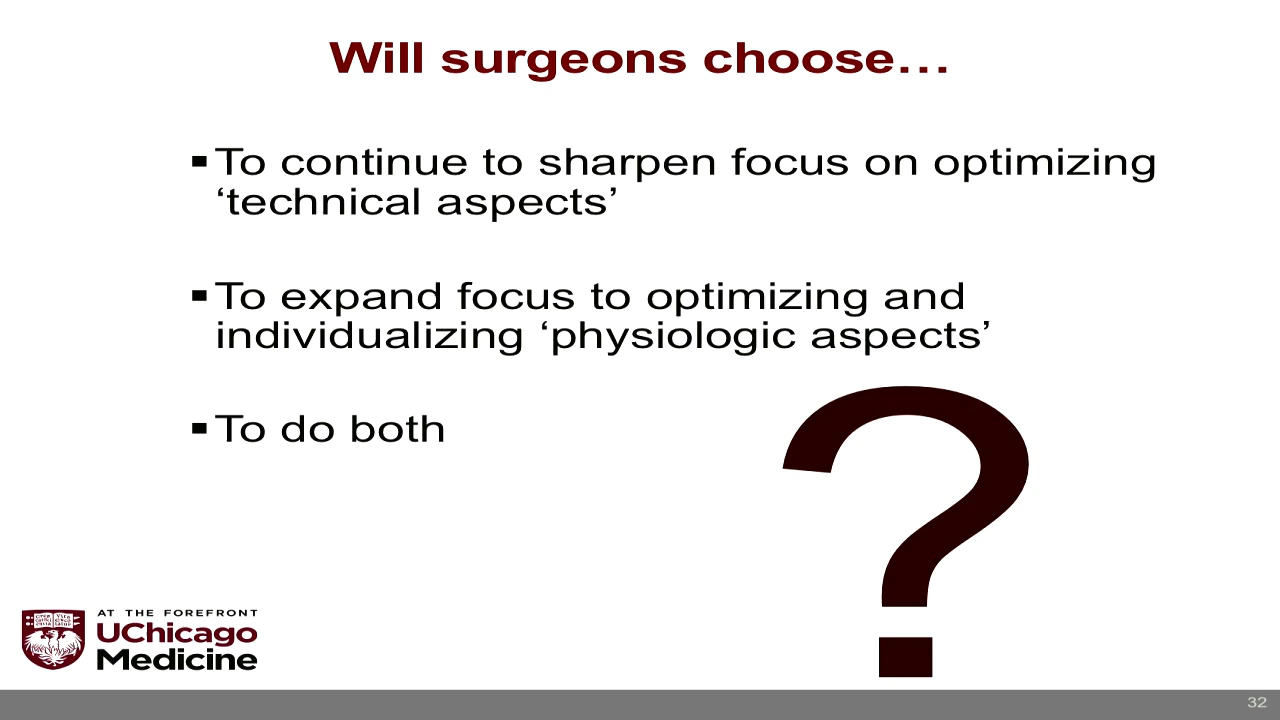 Will surgeons choose…
▪To continue to sharpen focus on optimizing
‘technical aspects’
▪To expand focus to optimizing and
individualizing ‘physiologic aspects’
▪To do both
?
AT THE FOREFRONT
UChicago
Medicine
32